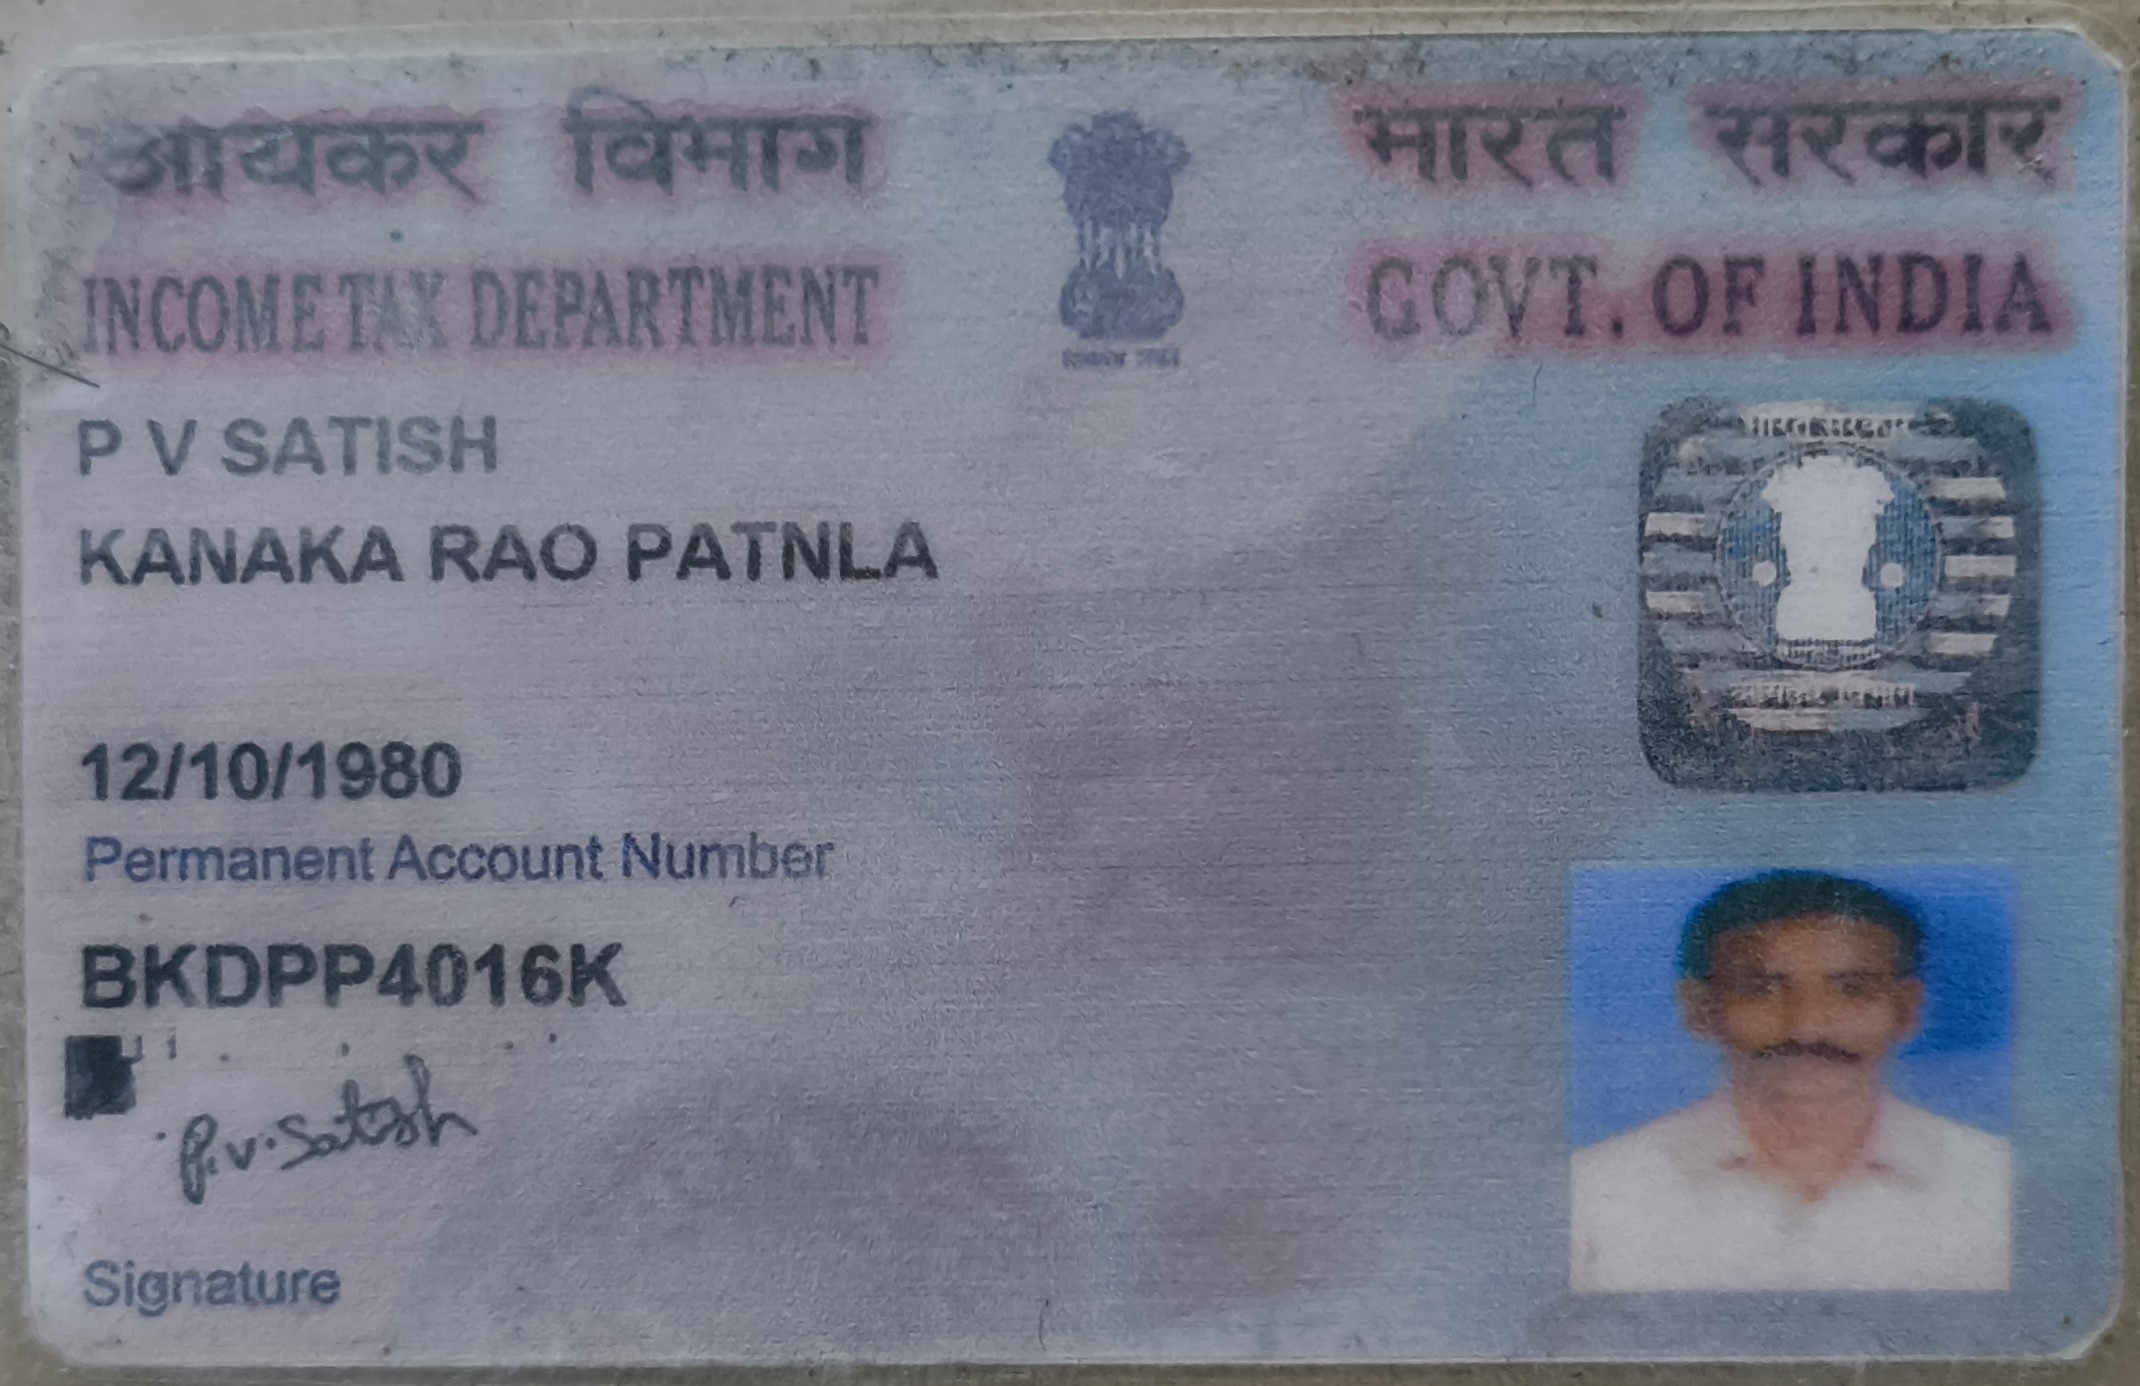 आयकर विभाग
भारत सरकार
INCOME TAX DEPARTMENT
GOVT. OF INDIA
P V SATISH
KANAKA RAO PATNLA
12/10/1980
Permanent Account Number
BKDPP4016K
P.V.Satish
Signature